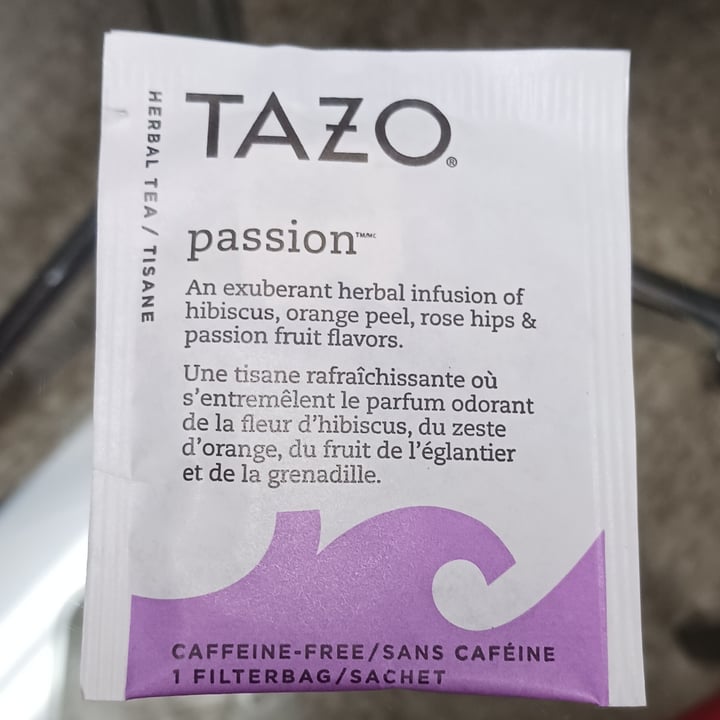 HERBAL TEA / TISANE
TAZO®
passion™/MC
An exuberant herbal infusion of
hibiscus, orange peel, rose hips &
passion fruit flavors.
Une tisane rafraîchissante où
s'entremêlent le parfum odorant
de la fleur d'hibiscus, du zeste
d'orange, du fruit de l'églantier
et de la grenadille.
CAFFEINE-FREE/SANS CAFÉINE
1 FILTERBAG/SACHET